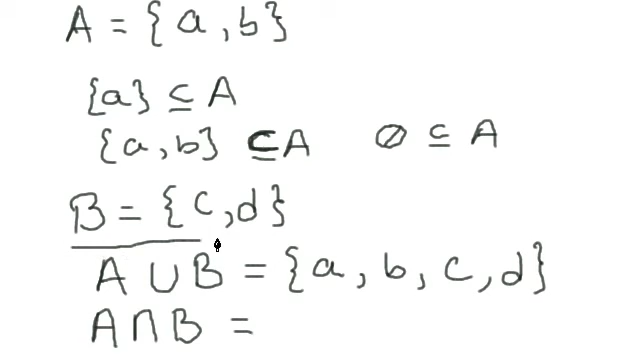 A = {a, b}
{a} ⊆ A
{a, b} ⊆ A ∅ ⊆ A
B = {c, d}
A ∪ B = {a, b, c, d}
A ∩ B =